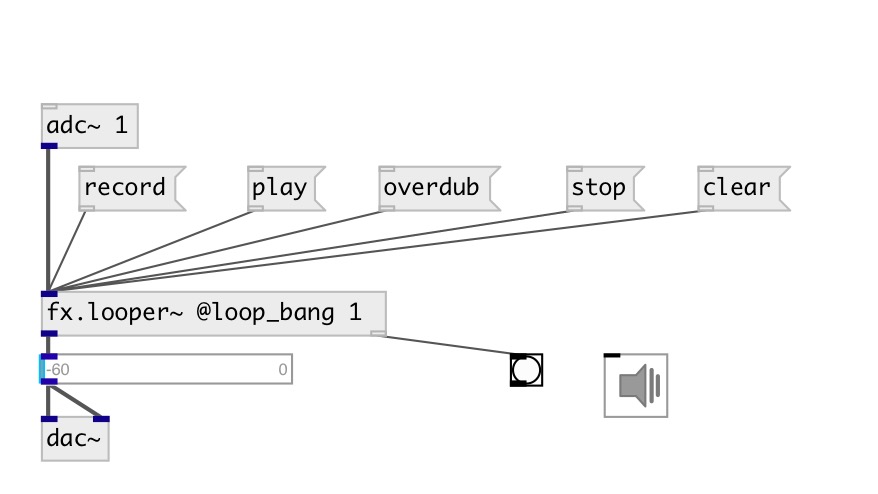 adc~ 1
record
play
overdub
stop
clear
fx.looper~ @loop_bang 1
-60
0
dac~